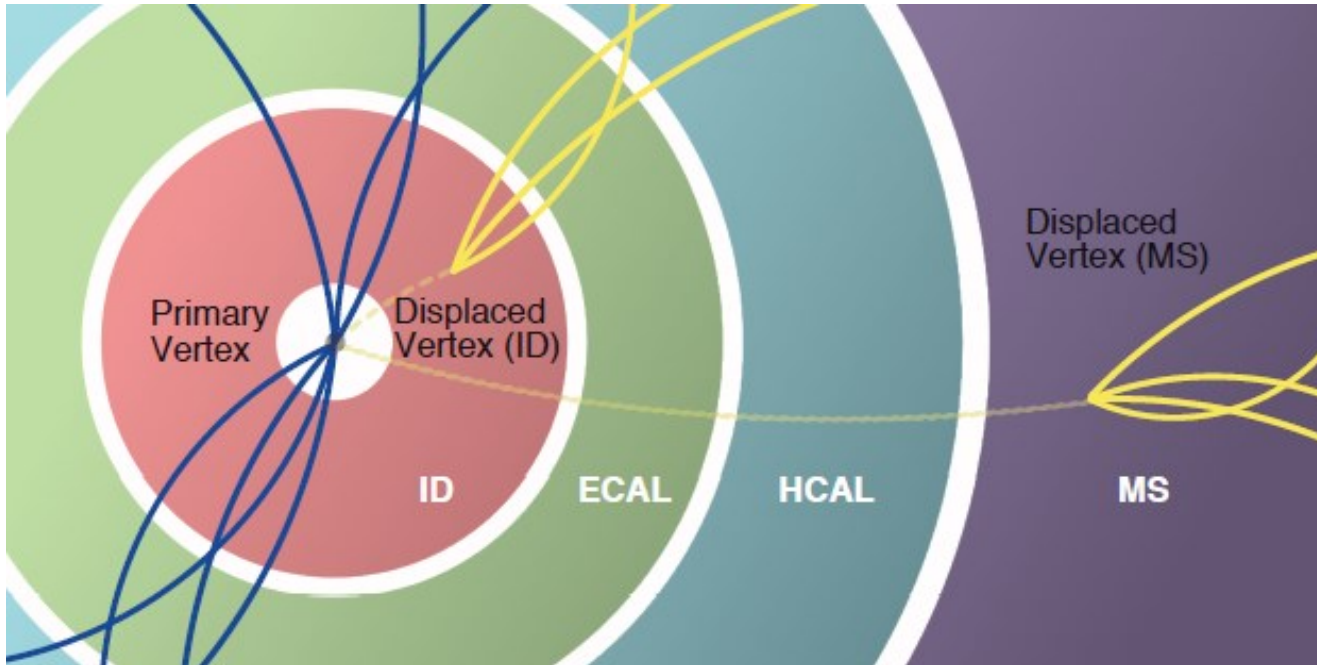 Displaced
Vertex (MS)
Primary
Vertex
Displaced
Vertex (ID)
ID
ECAL
HCAL
MS